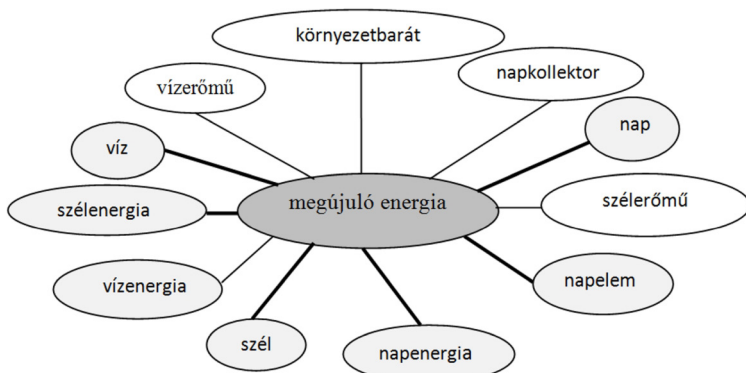 környezetbarát
vízerőmű
napkollektor
nap
víz
megújuló energia
szélenergia
szélerőmű
vízenergia
napelem
szél
napenergia